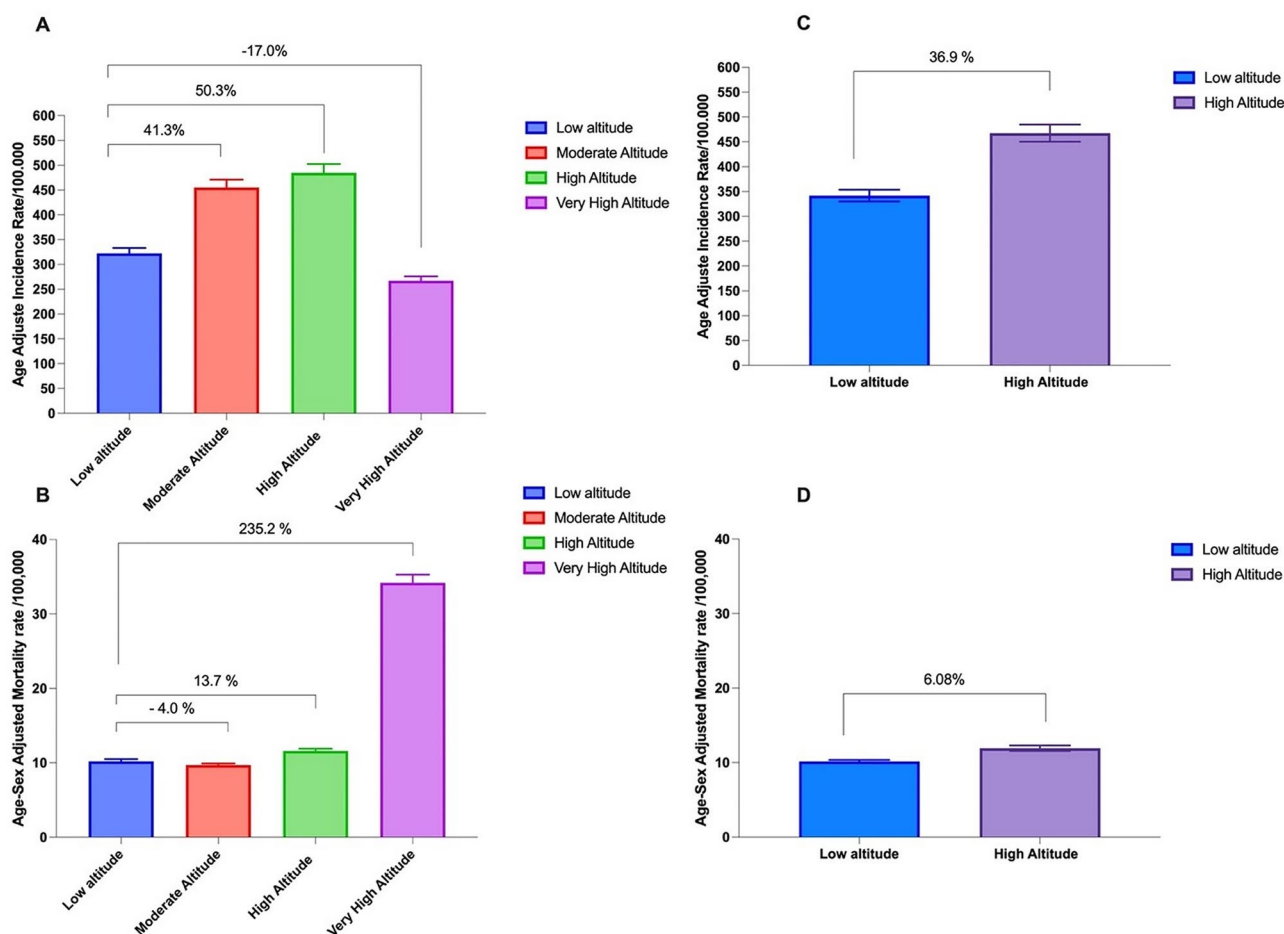 A
-17.0%
50.3%
41.3%
Age Adjuste Incidence Rate/100.000
600
550
500
450
400
350
300
250
200
150
100
50
0
Low altitude
Moderate Altitude
High Altitude
Very High Altitude
Low altitude
Moderate Altitude
High Altitude
Very High Altitude
C
36.9 %
Age Adjuste Incidence Rate/100.000
600
550
500
450
400
350
300
250
200
150
100
50
0
Low altitude
High Altitude
Low altitude
High Altitude
B
235.2 %
13.7 %
- 4.0 %
Age-Sex Adjusted Mortality rate /100,000
40
30
20
10
0
Low altitude
Moderate Altitude
High Altitude
Very High Altitude
Low altitude
Moderate Altitude
High Altitude
Very High Altitude
D
6.08%
Age-Sex Adjusted Mortality rate /100,000
40
30
20
10
0
Low altitude
High Altitude
Low altitude
High Altitude